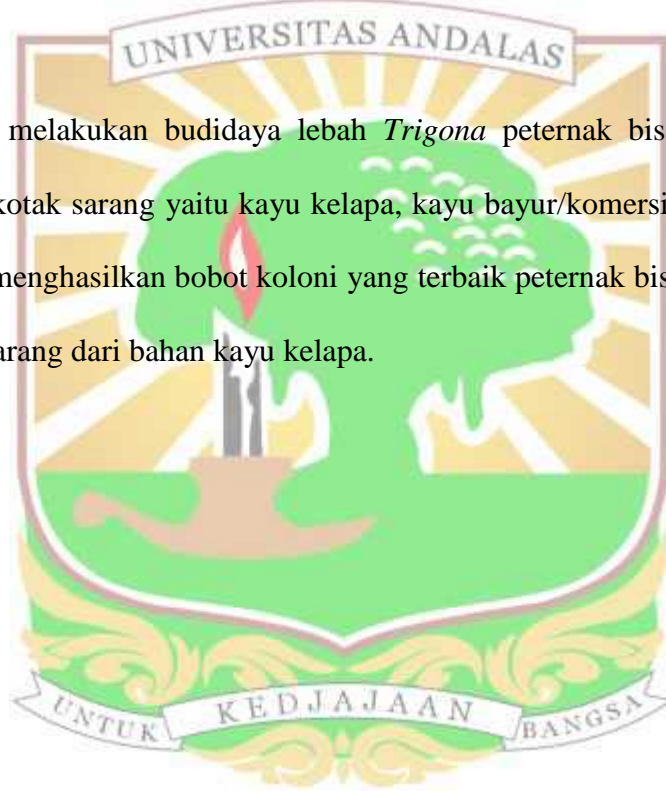 UNIVERSITAS ANDALAS
melakukan budidaya lebah Trigona peternak bis
kotak sarang yaitu kayu kelapa, kayu bayur/komersi
menghasilkan bobot koloni yang terbaik peternak bis
arang dari bahan kayu kelapa.
UNTUK KEDJAJAAN BANGSA